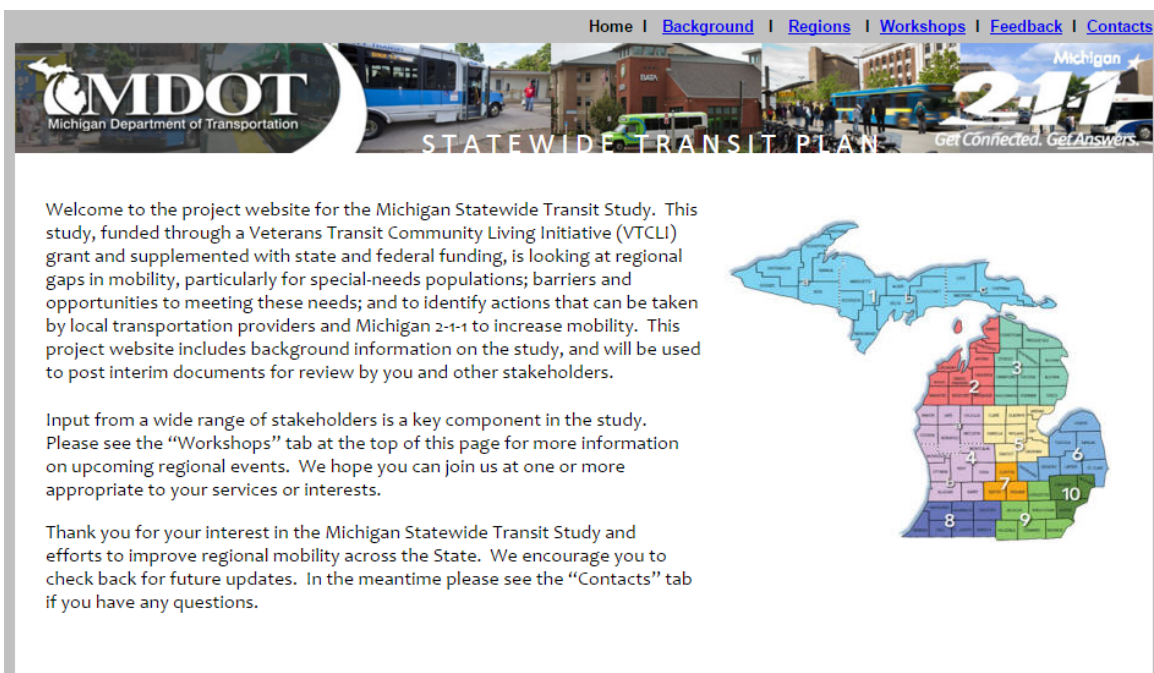 Home | Background | Regions | Workshops | Feedback | Contacts
MDOT
Michigan Department of Transportation
BATA
Michigan
2-1-1
Get Connected. Get Answers.
STATEWIDE TRANSIT PLAN
Welcome to the project website for the Michigan Statewide Transit Study. This
study, funded through a Veterans Transit Community Living Initiative (VTCLI)
grant and supplemented with state and federal funding, is looking at regional
gaps in mobility, particularly for special-needs populations; barriers and
opportunities to meeting these needs; and to identify actions that can be taken
by local transportation providers and Michigan 2-1-1 to increase mobility. This
project website includes background information on the study, and will be used
to post interim documents for review by you and other stakeholders.
Input from a wide range of stakeholders is a key component in the study.
Please see the “Workshops” tab at the top of this page for more information
on upcoming regional events. We hope you can join us at one or more
appropriate to your services or interests.
Thank you for your interest in the Michigan Statewide Transit Study and
efforts to improve regional mobility across the State. We encourage you to
check back for future updates. In the meantime please see the “Contacts” tab
if you have any questions.
1
2
3
4
5
6
7
8
9
10